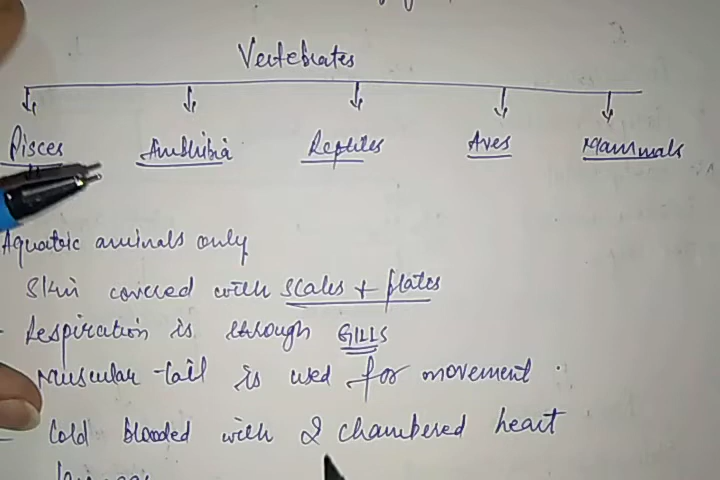 Vertebrates
Pisces Amphibia Reptiles Aves Mammals
Aquatic animals only
Skin covered with scales + plates
- Respiration is through GILLS
Muscular tail is used for movement.
- Cold blooded with 2 chambered heart